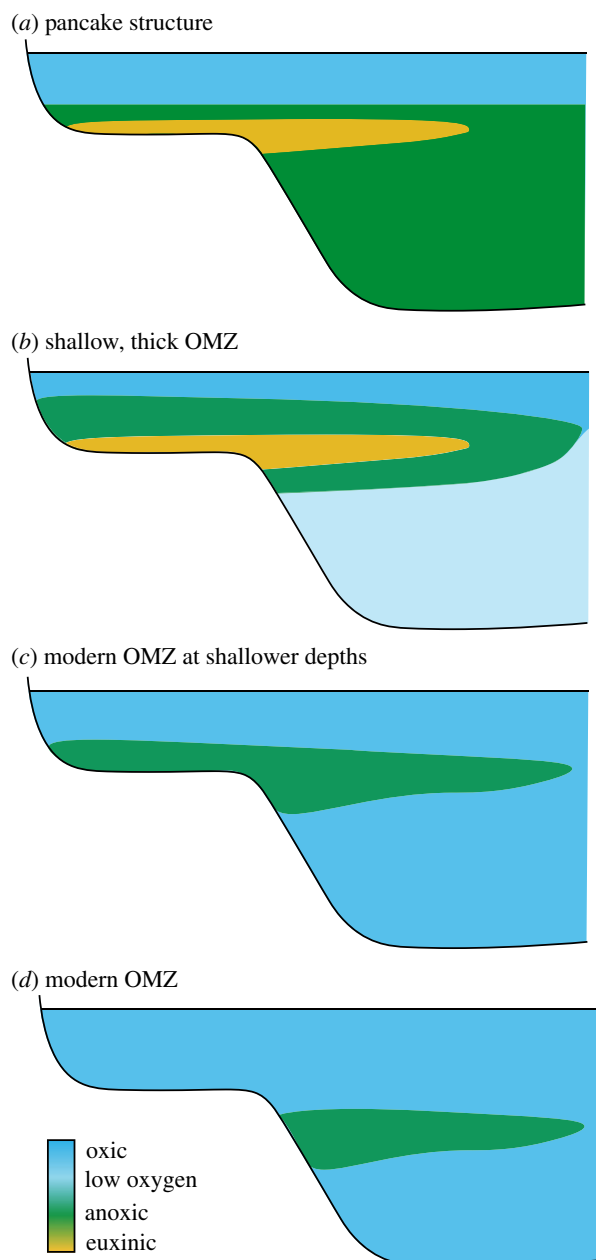 (a) pancake structure
(b) shallow, thick OMZ
(c) modern OMZ at shallower depths
(d) modern OMZ
oxic
low oxygen
anoxic
euxinic